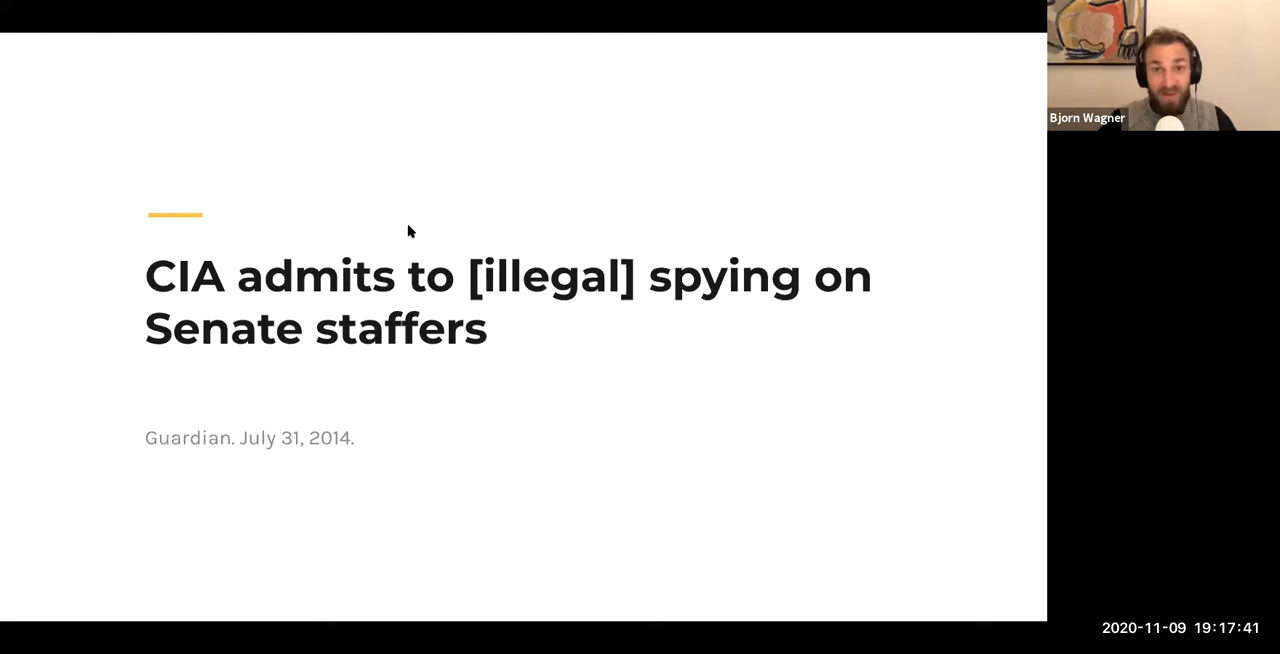 CIA admits to [illegal] spying on
Senate staffers
Guardian. July 31, 2014.
Bjorn Wagner
2020-11-09 19:17:41